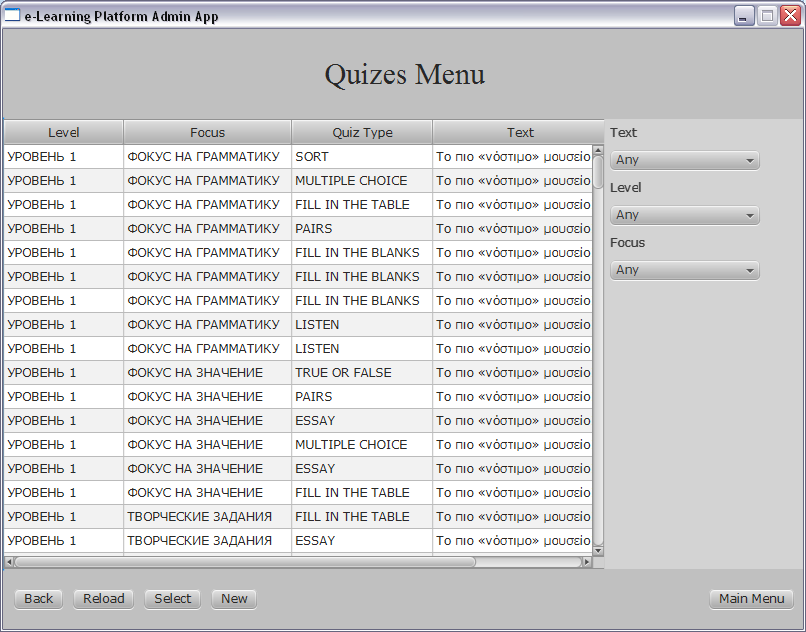 e-Learning Platform Admin App
Quizes Menu
Level Focus Quiz Type Text
УРОВЕНЬ 1 ФОКУС НА ГРАММАТИКУ SORT Το πιο «νόστιμο» μουσείο
УРОВЕНЬ 1 ФОКУС НА ГРАММАТИКУ MULTIPLE CHOICE Το πιο «νόστιμο» μουσείο
УРОВЕНЬ 1 ФОКУС НА ГРАММАТИКУ FILL IN THE TABLE Το πιο «νόστιμο» μουσείο
УРОВЕНЬ 1 ФОКУС НА ГРАММАТИКУ PAIRS Το πιο «νόστιμο» μουσείο
УРОВЕНЬ 1 ФОКУС НА ГРАММАТИКУ FILL IN THE BLANKS Το πιο «νόστιμο» μουσείο
УРОВЕНЬ 1 ФОКУС НА ГРАММАТИКУ FILL IN THE BLANKS Το πιο «νόστιμο» μουσείο
УРОВЕНЬ 1 ФОКУС НА ГРАММАТИКУ FILL IN THE BLANKS Το πιο «νόστιμο» μουσείο
УРОВЕНЬ 1 ФОКУС НА ГРАММАТИКУ LISTEN Το πιο «νόστιμο» μουσείο
УРОВЕНЬ 1 ФОКУС НА ГРАММАТИКУ LISTEN Το πιο «νόστιμο» μουσείο
УРОВЕНЬ 1 ФОКУС НА ЗНАЧЕНИЕ TRUE OR FALSE Το πιο «νόστιμο» μουσείο
УРОВЕНЬ 1 ФОКУС НА ЗНАЧЕНИЕ PAIRS Το πιο «νόστιμο» μουσείο
УРОВЕНЬ 1 ФОКУС НА ЗНАЧЕНИЕ ESSAY Το πιο «νόστιμο» μουσείο
УРОВЕНЬ 1 ФОКУС НА ЗНАЧЕНИЕ MULTIPLE CHOICE Το πιο «νόστιμο» μουσείο
УРОВЕНЬ 1 ФОКУС НА ЗНАЧЕНИЕ ESSAY Το πιο «νόστιμο» μουσείο
УРОВЕНЬ 1 ФОКУС НА ЗНАЧЕНИЕ FILL IN THE TABLE Το πιο «νόστιμο» μουσείο
УРОВЕНЬ 1 ТВОРЧЕСКИЕ ЗАДАНИЯ FILL IN THE TABLE Το πιο «νόστιμο» μουσείο
УРОВЕНЬ 1 ТВОРЧЕСКИЕ ЗАДАНИЯ ESSAY Το πιο «νόστιμο» μουσείο
Text
Any
Level
Any
Focus
Any
Back Reload Select New Main Menu